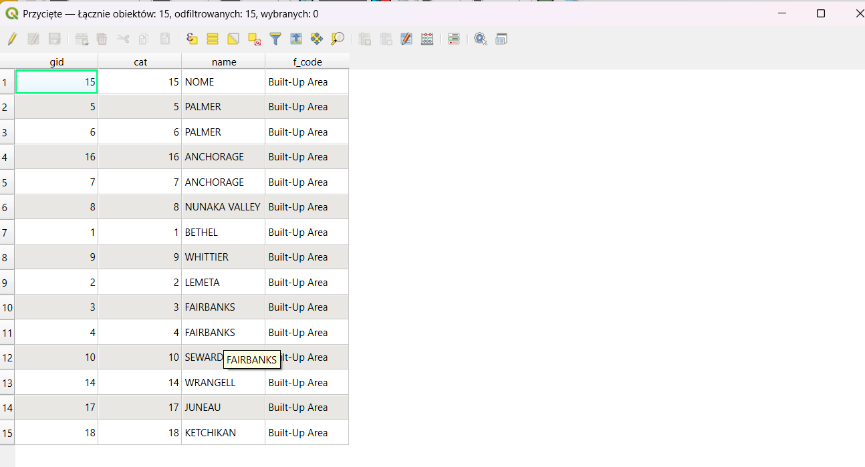 Przycięte — Łącznie obiektów: 15, odfiltrowanych: 15, wybranych: 0
gid cat name f_code
1 15 15 NOME Built-Up Area
2 5 5 PALMER Built-Up Area
3 6 6 PALMER Built-Up Area
4 16 16 ANCHORAGE Built-Up Area
5 7 7 ANCHORAGE Built-Up Area
6 8 8 NUNAKA VALLEY Built-Up Area
7 1 1 BETHEL Built-Up Area
8 9 9 WHITTIER Built-Up Area
9 2 2 LEMETA Built-Up Area
10 3 3 FAIRBANKS Built-Up Area
11 4 4 FAIRBANKS Built-Up Area
12 10 10 SEWARD FAIRBANKS lt-Up Area
13 14 14 WRANGELL Built-Up Area
14 17 17 JUNEAU Built-Up Area
15 18 18 KETCHIKAN Built-Up Area